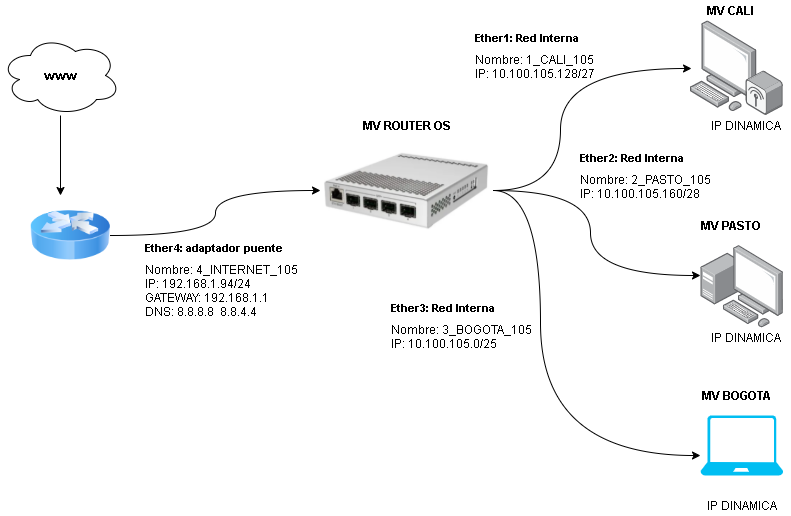 MV CALI
Ether1: Red Interna
Nombre: 1_CALI_105
IP: 10.100.105.128/27
IP DINAMICA
www
MV ROUTER OS
Ether2: Red Interna
Nombre: 2_PASTO_105
IP: 10.100.105.160/28
MV PASTO
IP DINAMICA
Ether4: adaptador puente
Nombre: 4_INTERNET_105
IP: 192.168.1.94/24
GATEWAY: 192.168.1.1
DNS: 8.8.8.8 8.8.4.4
Ether3: Red Interna
Nombre: 3_BOGOTA_105
IP: 10.100.105.0/25
MV BOGOTA
IP DINAMICA